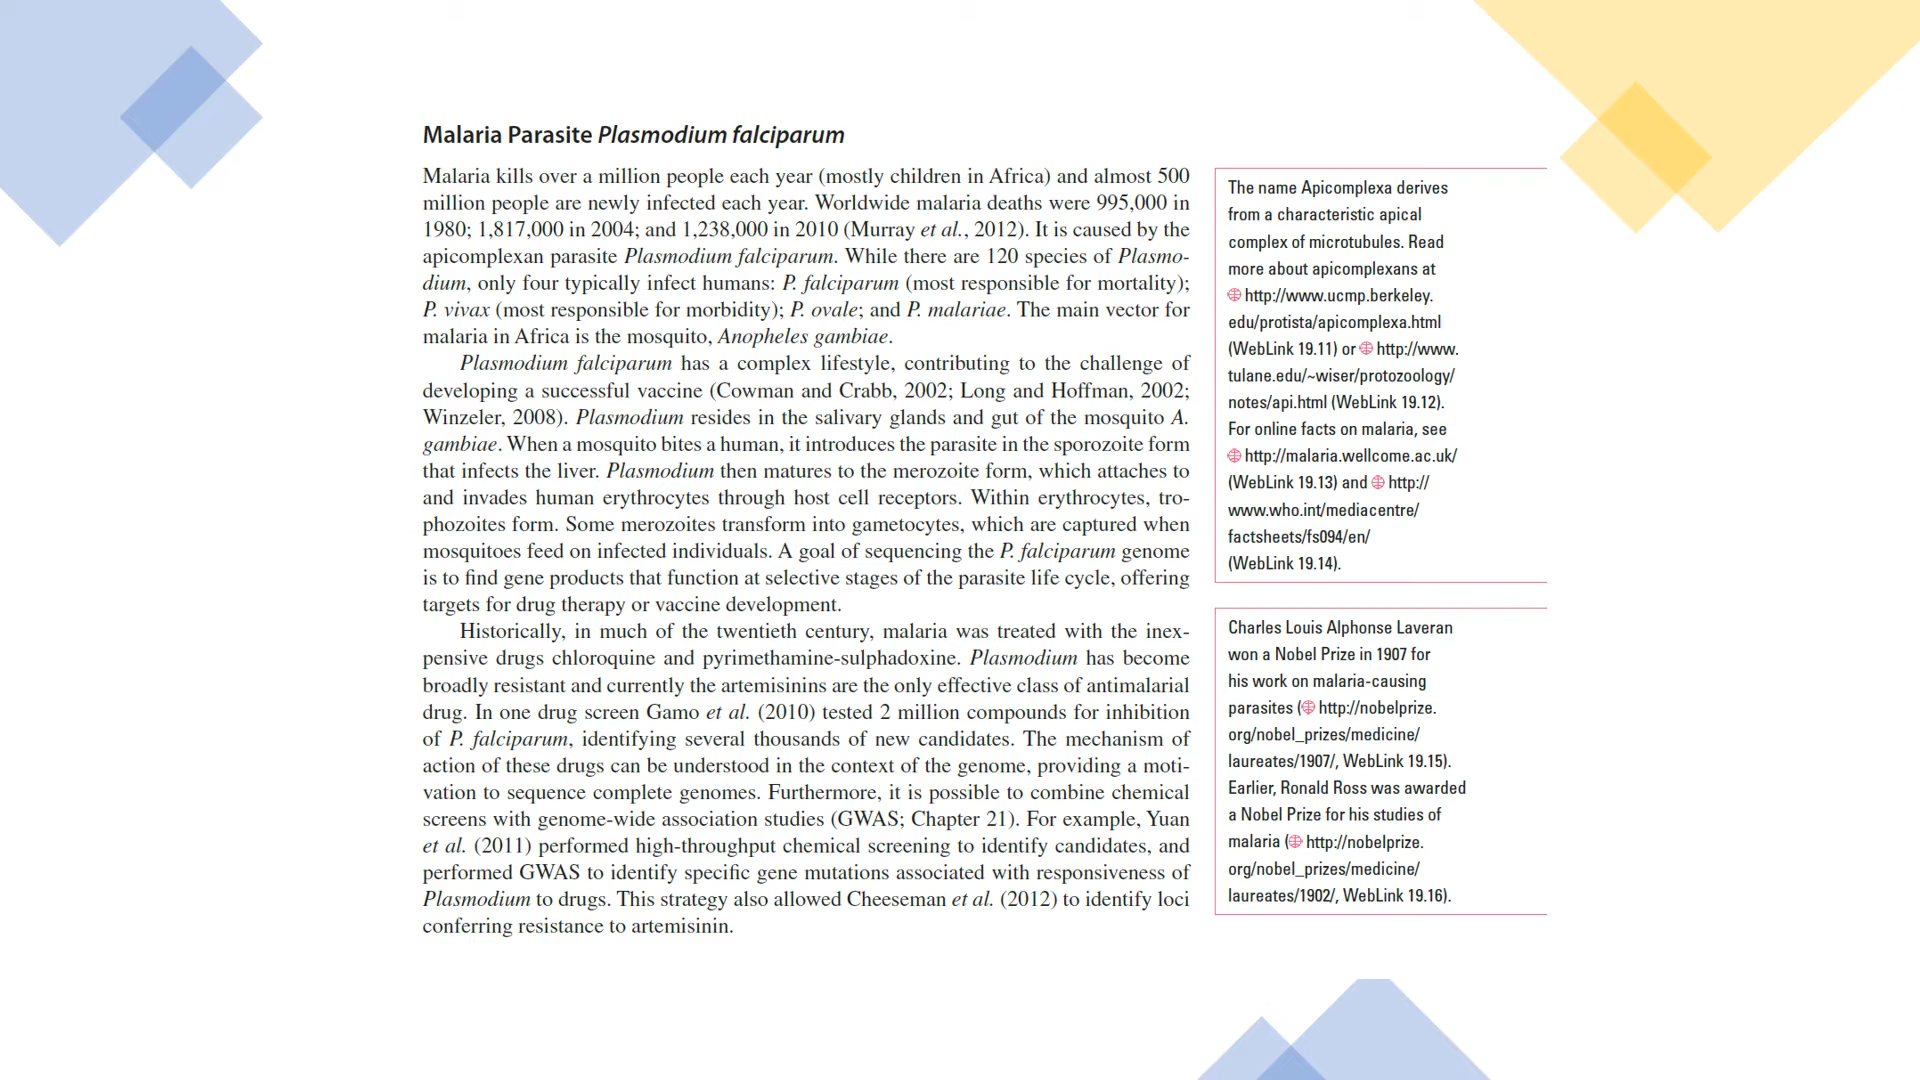 Malaria Parasite Plasmodium falciparum
Malaria kills over a million people each year (mostly children in Africa) and almost 500
million people are newly infected each year. Worldwide malaria deaths were 995,000 in
1980; 1,817,000 in 2004; and 1,238,000 in 2010 (Murray et al., 2012). It is caused by the
apicomplexan parasite Plasmodium falciparum. While there are 120 species of Plasmo-
dium, only four typically infect humans: P. falciparum (most responsible for mortality);
P. vivax (most responsible for morbidity); P. ovale; and P. malariae. The main vector for
malaria in Africa is the mosquito, Anopheles gambiae.
Plasmodium falciparum has a complex lifestyle, contributing to the challenge of
developing a successful vaccine (Cowman and Crabb, 2002; Long and Hoffman, 2002;
Winzeler, 2008). Plasmodium resides in the salivary glands and gut of the mosquito A.
gambiae. When a mosquito bites a human, it introduces the parasite in the sporozoite form
that infects the liver. Plasmodium then matures to the merozoite form, which attaches to
and invades human erythrocytes through host cell receptors. Within erythrocytes, tro-
phozoites form. Some merozoites transform into gametocytes, which are captured when
mosquitoes feed on infected individuals. A goal of sequencing the P. falciparum genome
is to find gene products that function at selective stages of the parasite life cycle, offering
targets for drug therapy or vaccine development.
Historically, in much of the twentieth century, malaria was treated with the inex-
pensive drugs chloroquine and pyrimethamine-sulphadoxine. Plasmodium has become
broadly resistant and currently the artemisinins are the only effective class of antimalarial
drug. In one drug screen Gamo et al. (2010) tested 2 million compounds for inhibition
of P. falciparum, identifying several thousands of new candidates. The mechanism of
action of these drugs can be understood in the context of the genome, providing a moti-
vation to sequence complete genomes. Furthermore, it is possible to combine chemical
screens with genome-wide association studies (GWAS; Chapter 21). For example, Yuan
et al. (2011) performed high-throughput chemical screening to identify candidates, and
performed GWAS to identify specific gene mutations associated with responsiveness of
Plasmodium to drugs. This strategy also allowed Cheeseman et al. (2012) to identify loci
conferring resistance to artemisinin.
The name Apicomplexa derives
from a characteristic apical
complex of microtubules. Read
more about apicomplexans at
http://www.ucmp.berkeley.
edu/protista/apicomplexa.html
(WebLink 19.11) or http://www.
tulane.edu/~wiser/protozoology/
notes/api.html (WebLink 19.12).
For online facts on malaria, see
http://malaria.wellcome.ac.uk/
(WebLink 19.13) and http://
www.who.int/mediacentre/
factsheets/fs094/en/
(WebLink 19.14).
Charles Louis Alphonse Laveran
won a Nobel Prize in 1907 for
his work on malaria-causing
parasites (http://nobelprize.
org/nobel_prizes/medicine/
laureates/1907/, WebLink 19.15).
Earlier, Ronald Ross was awarded
a Nobel Prize for his studies of
malaria (http://nobelprize.
org/nobel_prizes/medicine/
laureates/1902/, WebLink 19.16).